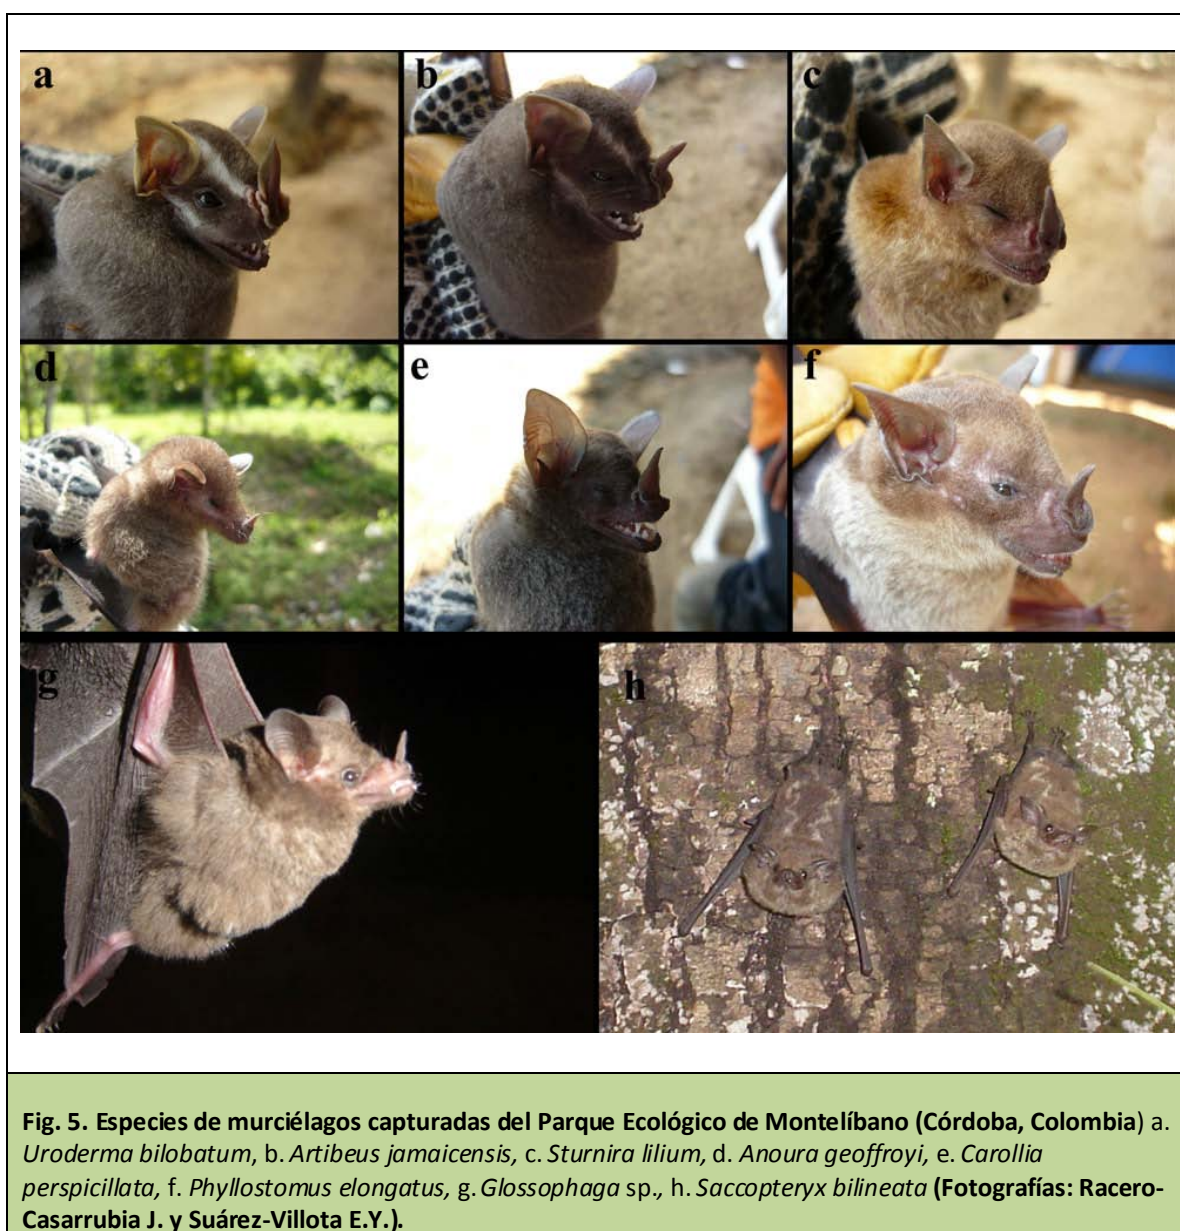 a
b
c
d
e
f
g
h
Fig. 5. Especies de murciélagos capturadas del Parque Ecológico de Montelíbano (Córdoba, Colombia) a.
Uroderma bilobatum, b. Artibeus jamaicensis, c. Sturnira lilium, d. Anoura geoffroyi, e. Carollia
perspicillata, f. Phyllostomus elongatus, g. Glossophaga sp., h. Saccopteryx bilineata (Fotografías: Racero-
Casarrubia J. y Suárez-Villota E.Y.).